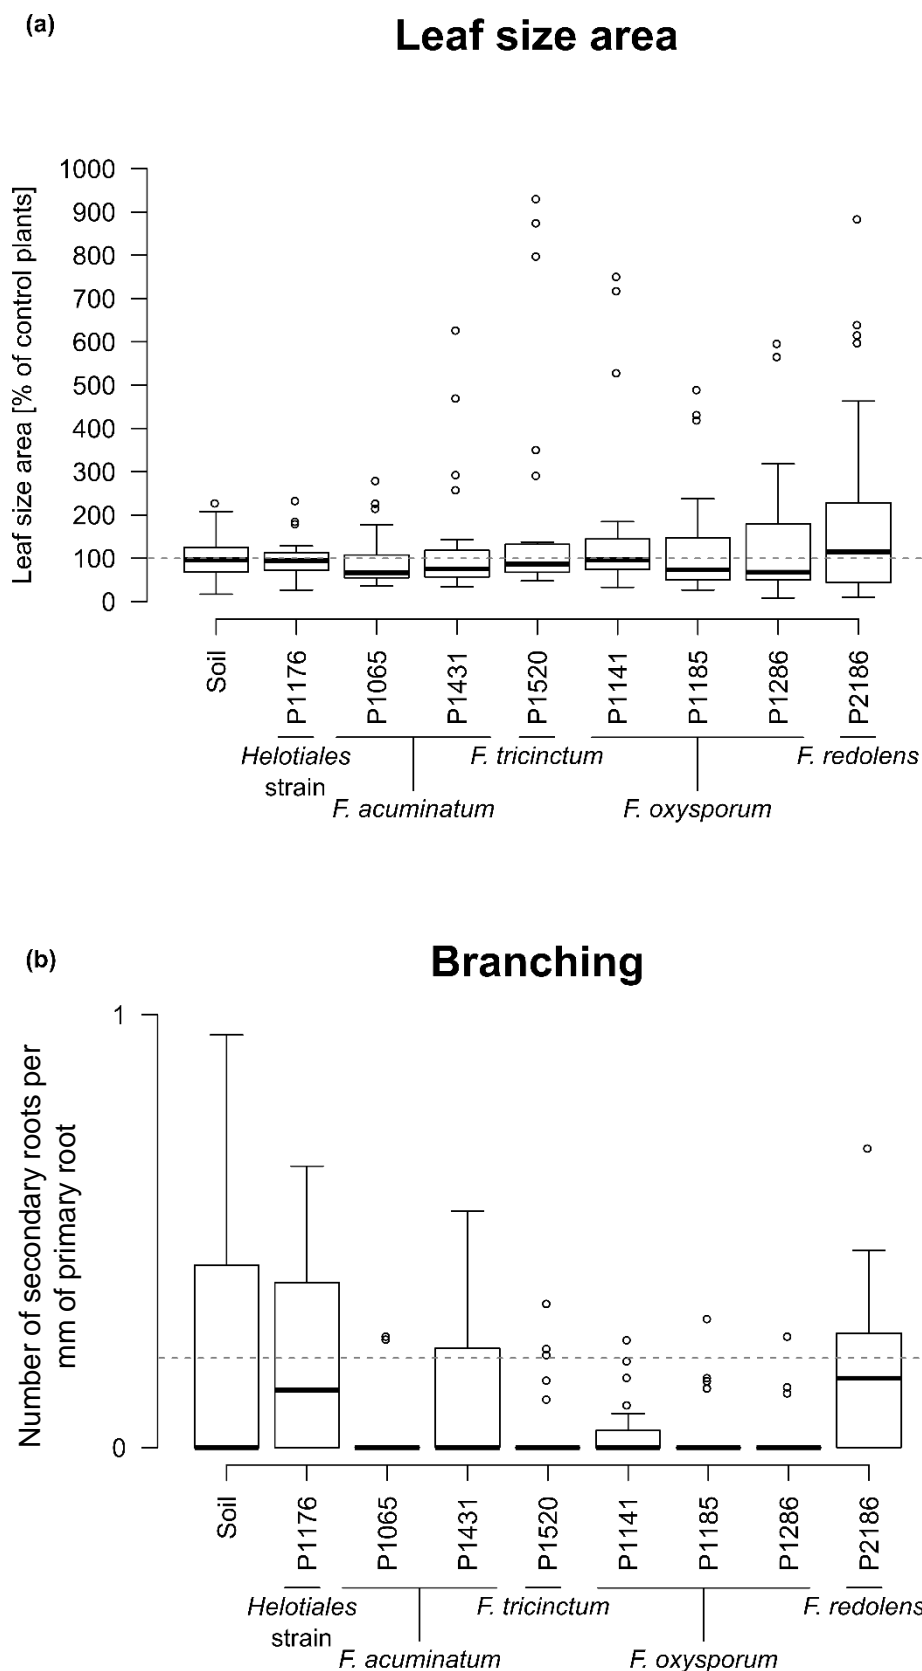 (a)
Leaf size area
Leaf size area [% of control plants]
1000
900
800
700
600
500
400
300
200
100
0
Soil
P1176
P1065
P1431
P1520
P1141
P1185
P1286
P2186
Helotiales
strain
F. acuminatum
F. tricinctum
F. oxysporum
F. redolens
(b)
Branching
Number of secondary roots per
mm of primary root
1
0
Soil
P1176
P1065
P1431
P1520
P1141
P1185
P1286
P2186
Helotiales
strain
F. acuminatum
F. tricinctum
F. oxysporum
F. redolens